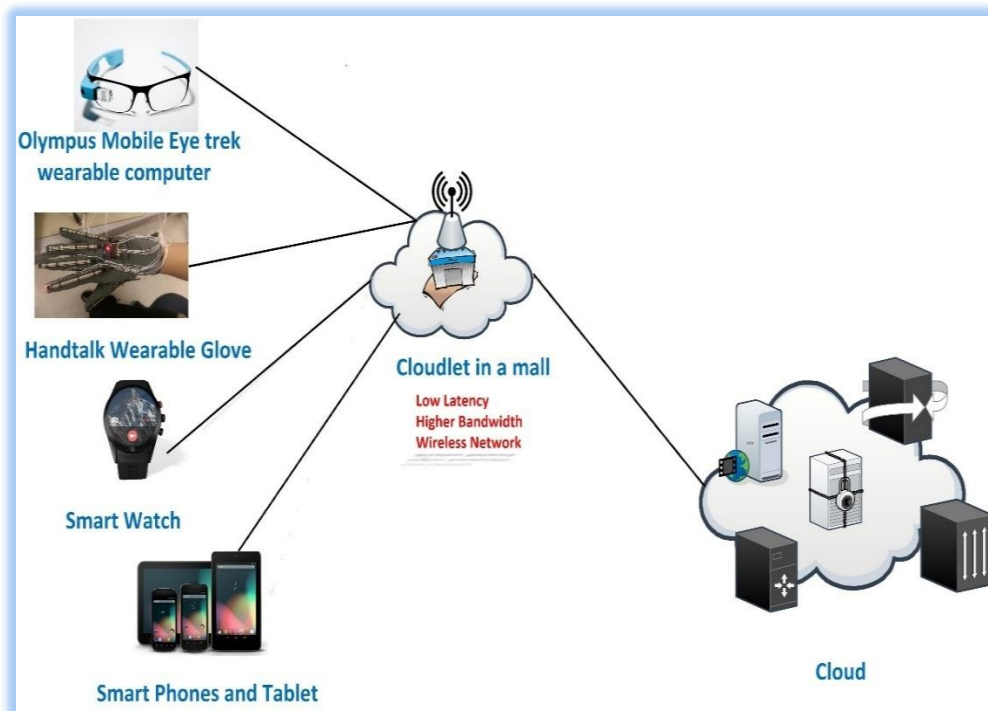 Olympus Mobile Eye trek
wearable computer
Handtalk Wearable Glove
Smart Watch
Smart Phones and Tablet
Cloudlet in a mall
Low Latency
Higher Bandwidth
Wireless Network
Cloud